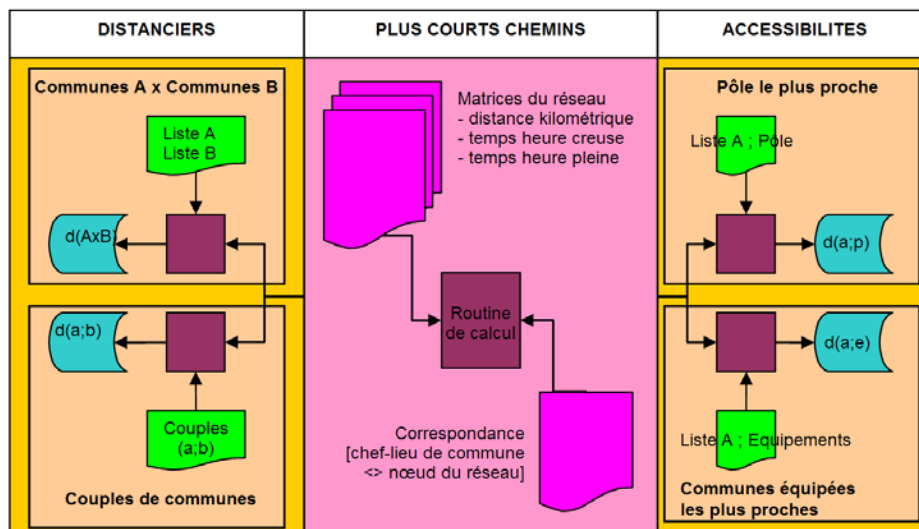 DISTANCIERS
PLUS COURTS CHEMINS
ACCESSIBILITES
Communes A x Communes B
Liste A
Liste B
d(AxB)
d(a;b)
Couples
(a;b)
Couples de communes
Matrices du réseau
- distance kilométrique
- temps heure creuse
- temps heure pleine
Routine
de calcul
Correspondance
[chef-lieu de commune
<> nœud du réseau]
Pôle le plus proche
Liste A ; Pôle
d(a;p)
d(a;e)
Liste A ; Equipements
Communes équipées
les plus proches